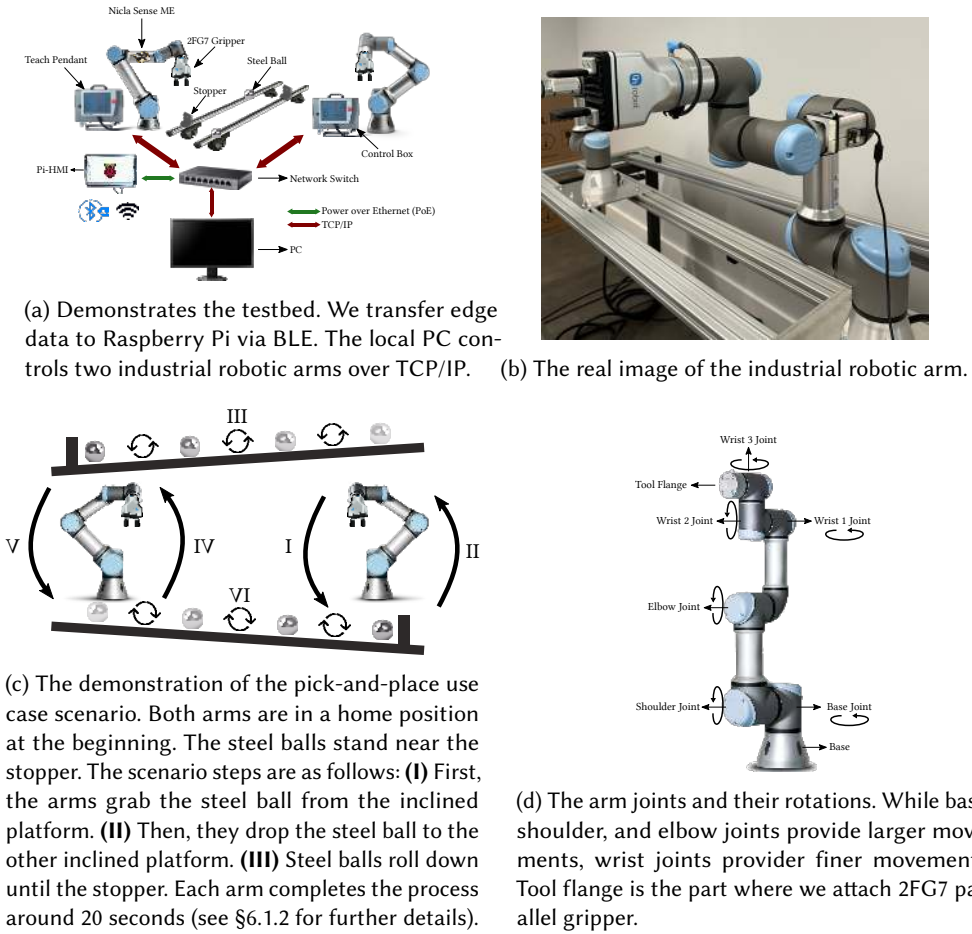 Nicla Sense ME
2FG7 Gripper
Teach Pendant
Steel Ball
Stopper
Control Box
Pi-HMI
Network Switch
Power over Ethernet (PoE)
TCP/IP
PC
(a) Demonstrates the testbed. We transfer edge
data to Raspberry Pi via BLE. The local PC con-
trols two industrial robotic arms over TCP/IP.
robot
(b) The real image of the industrial robotic arm.
III
V
IV
I
II
VI
(c) The demonstration of the pick-and-place use
case scenario. Both arms are in a home position
at the beginning. The steel balls stand near the
stopper. The scenario steps are as follows: (I) First,
the arms grab the steel ball from the inclined
platform. (II) Then, they drop the steel ball to the
other inclined platform. (III) Steel balls roll down
until the stopper. Each arm completes the process
around 20 seconds (see §6.1.2 for further details).
Wrist 3 Joint
Tool Flange
Wrist 2 Joint
Wrist 1 Joint
Elbow Joint
Shoulder Joint
Base Joint
Base
(d) The arm joints and their rotations. While bas
shoulder, and elbow joints provide larger mov
ments, wrist joints provider finer movemen
Tool flange is the part where we attach 2FG7 pa
allel gripper.